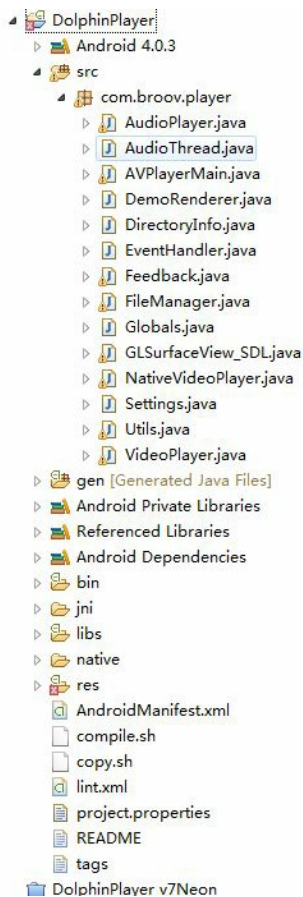 DolphinPlayer
Android 4.0.3
src
com.broov.player
AudioPlayer.java
AudioThread.java
AVPlayerMain.java
DemoRenderer.java
DirectoryInfo.java
EventHandler.java
Feedback.java
FileManager.java
Globals.java
GLSurfaceView_SDL.java
NativeVideoPlayer.java
Settings.java
Utils.java
VideoPlayer.java
gen [Generated Java Files]
Android Private Libraries
Referenced Libraries
Android Dependencies
bin
jni
libs
native
res
AndroidManifest.xml
compile.sh
copy.sh
lint.xml
project.properties
README
tags
DolphinPlayer v7Neon